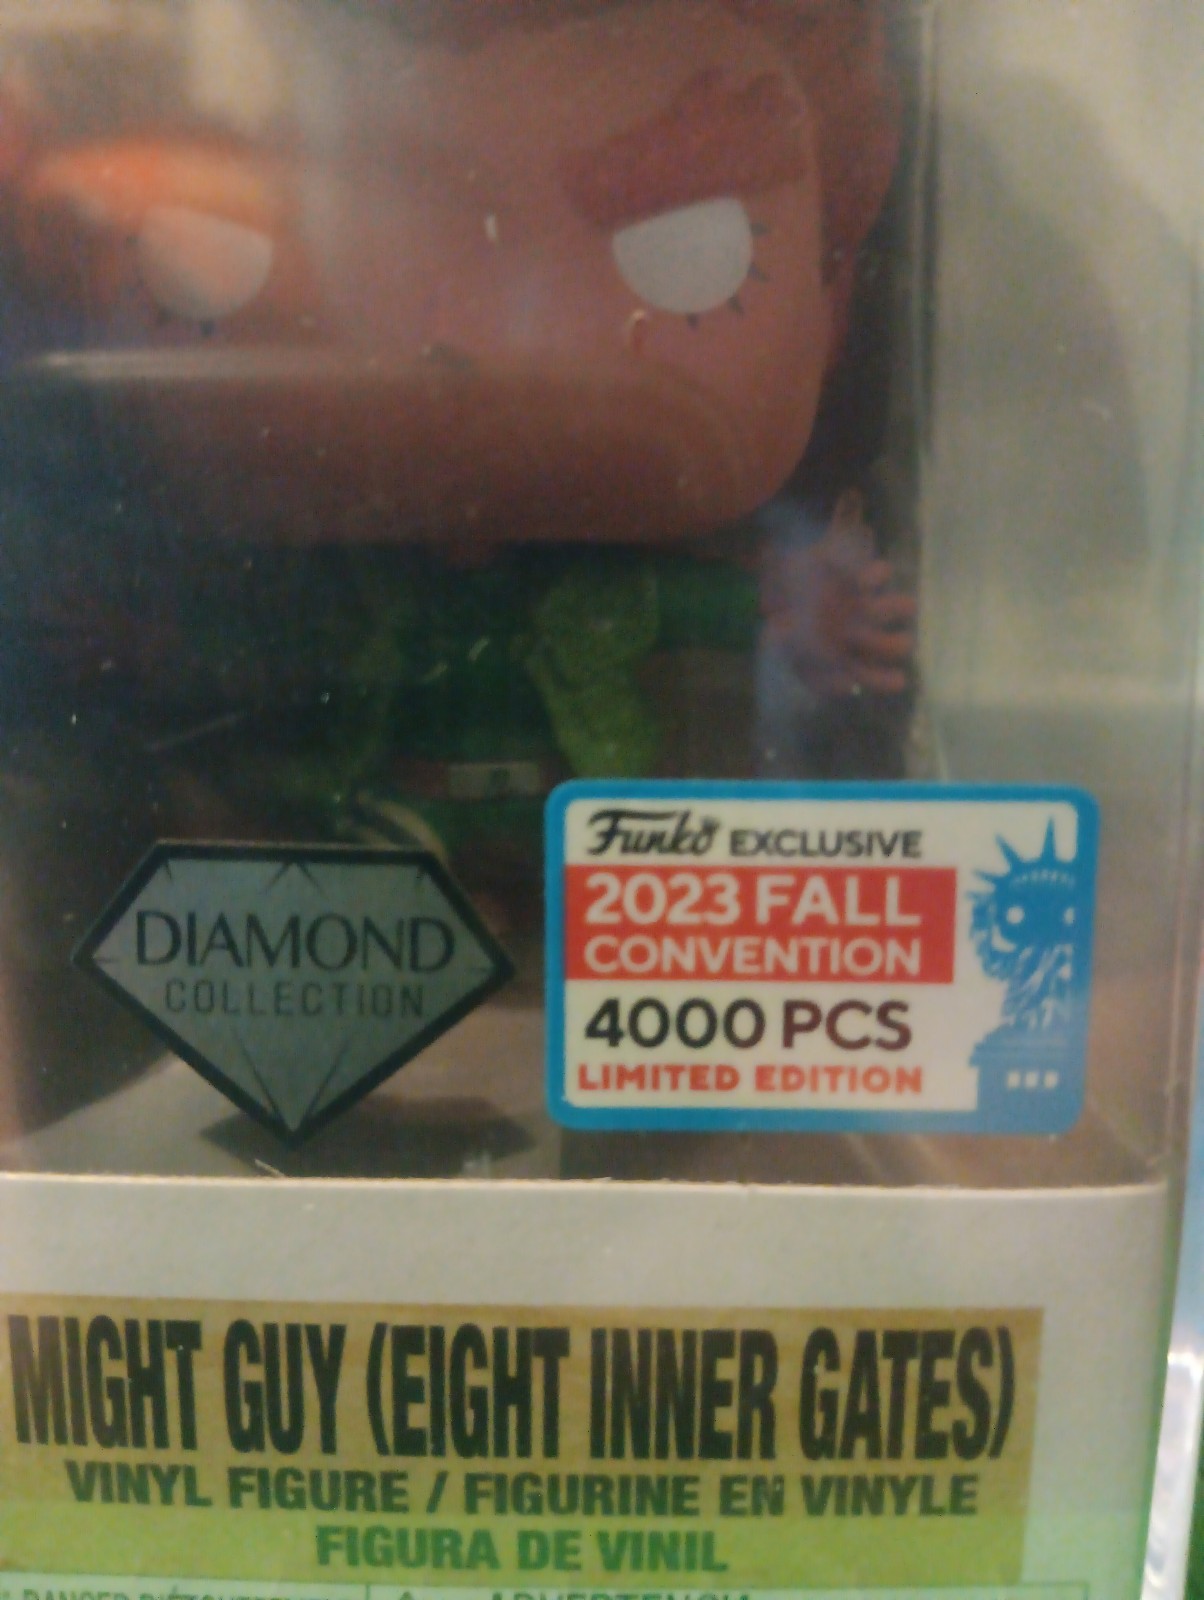 Funko EXCLUSIVE
2023 FALL
CONVENTION
4000 PCS
LIMITED EDITION
DIAMOND
COLLECTION
MIGHT GUY (EIGHT INNER GATES)
VINYL FIGURE / FIGURINE EN VINYLE
FIGURA DE VINIL